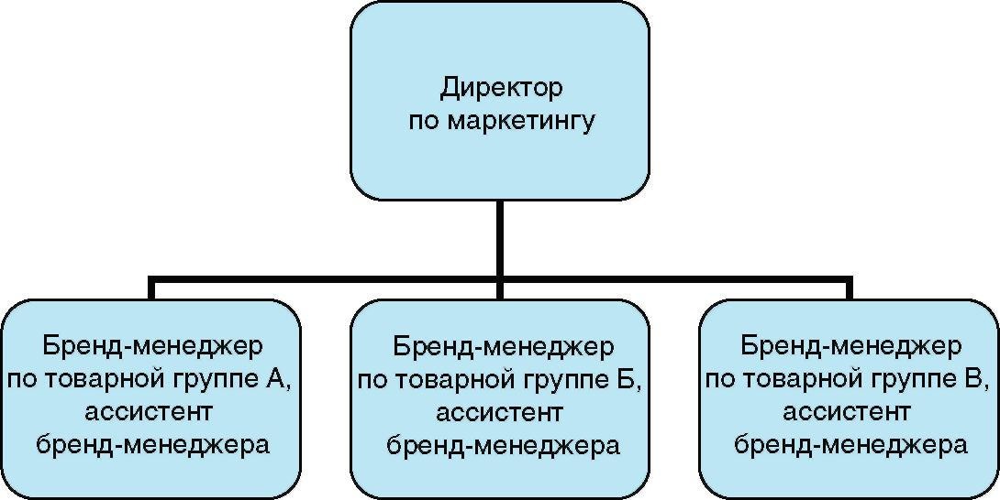 Директор
по маркетингу
Бренд-менеджер
по товарной группе А,
ассистент
бренд-менеджера
Бренд-менеджер
по товарной группе Б,
ассистент
бренд-менеджера
Бренд-менеджер
по товарной группе В,
ассистент
бренд-менеджера